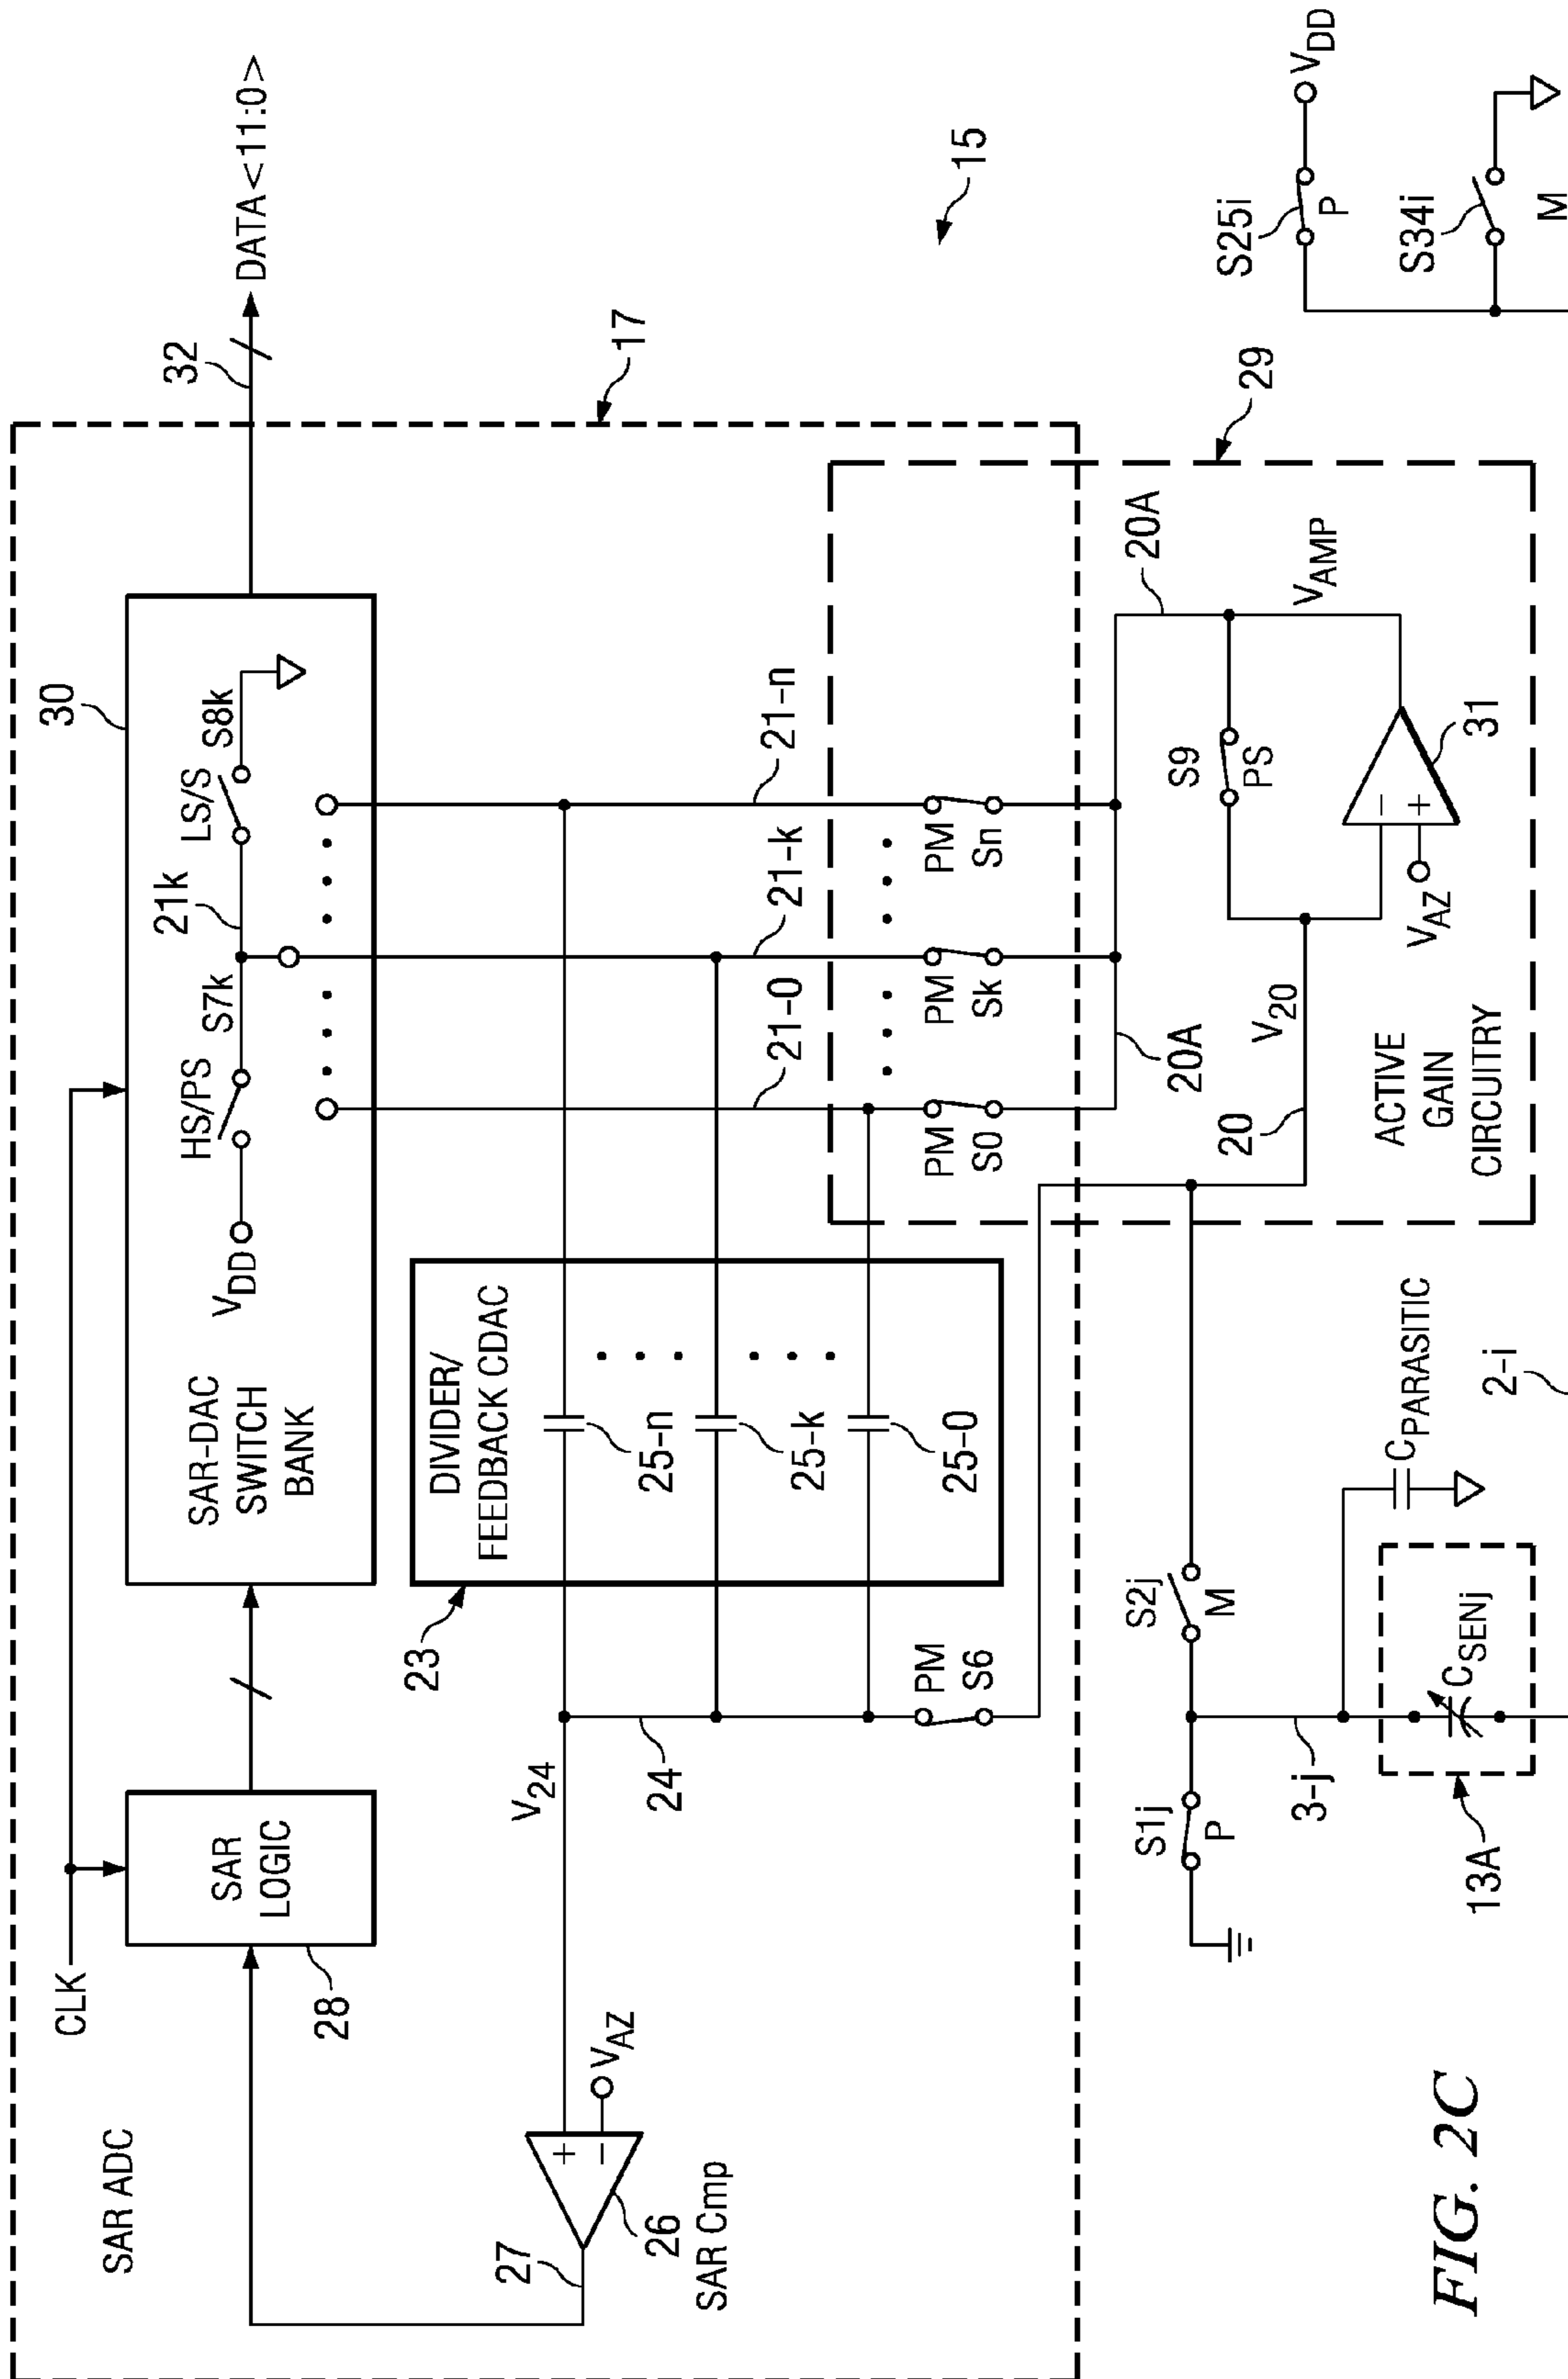 SAR ADC
CLK
SAR
LOGIC
28
SAR-DAC
SWITCH
BANK
30
VDD
HS/PS
S7k
21k
LS/S
S8k
32
DATA<11:0>
17
27
26
SAR Cmp
VAZ
V24
24
23
DIVIDER/
FEEDBACK CDAC
25-n
25-k
25-0
21-0
21-k
21-n
PM
S6
PM
S0
PM
Sk
PM
Sn
29
20A
20A
VAMP
S9
PS
31
VAZ
V20
20
ACTIVE
GAIN
CIRCUITRY
15
S1j
P
S2j
M
3-j
CSENj
13A
CPARASITIC
2-i
S25i
P
VDD
S34i
M
FIG. 2C